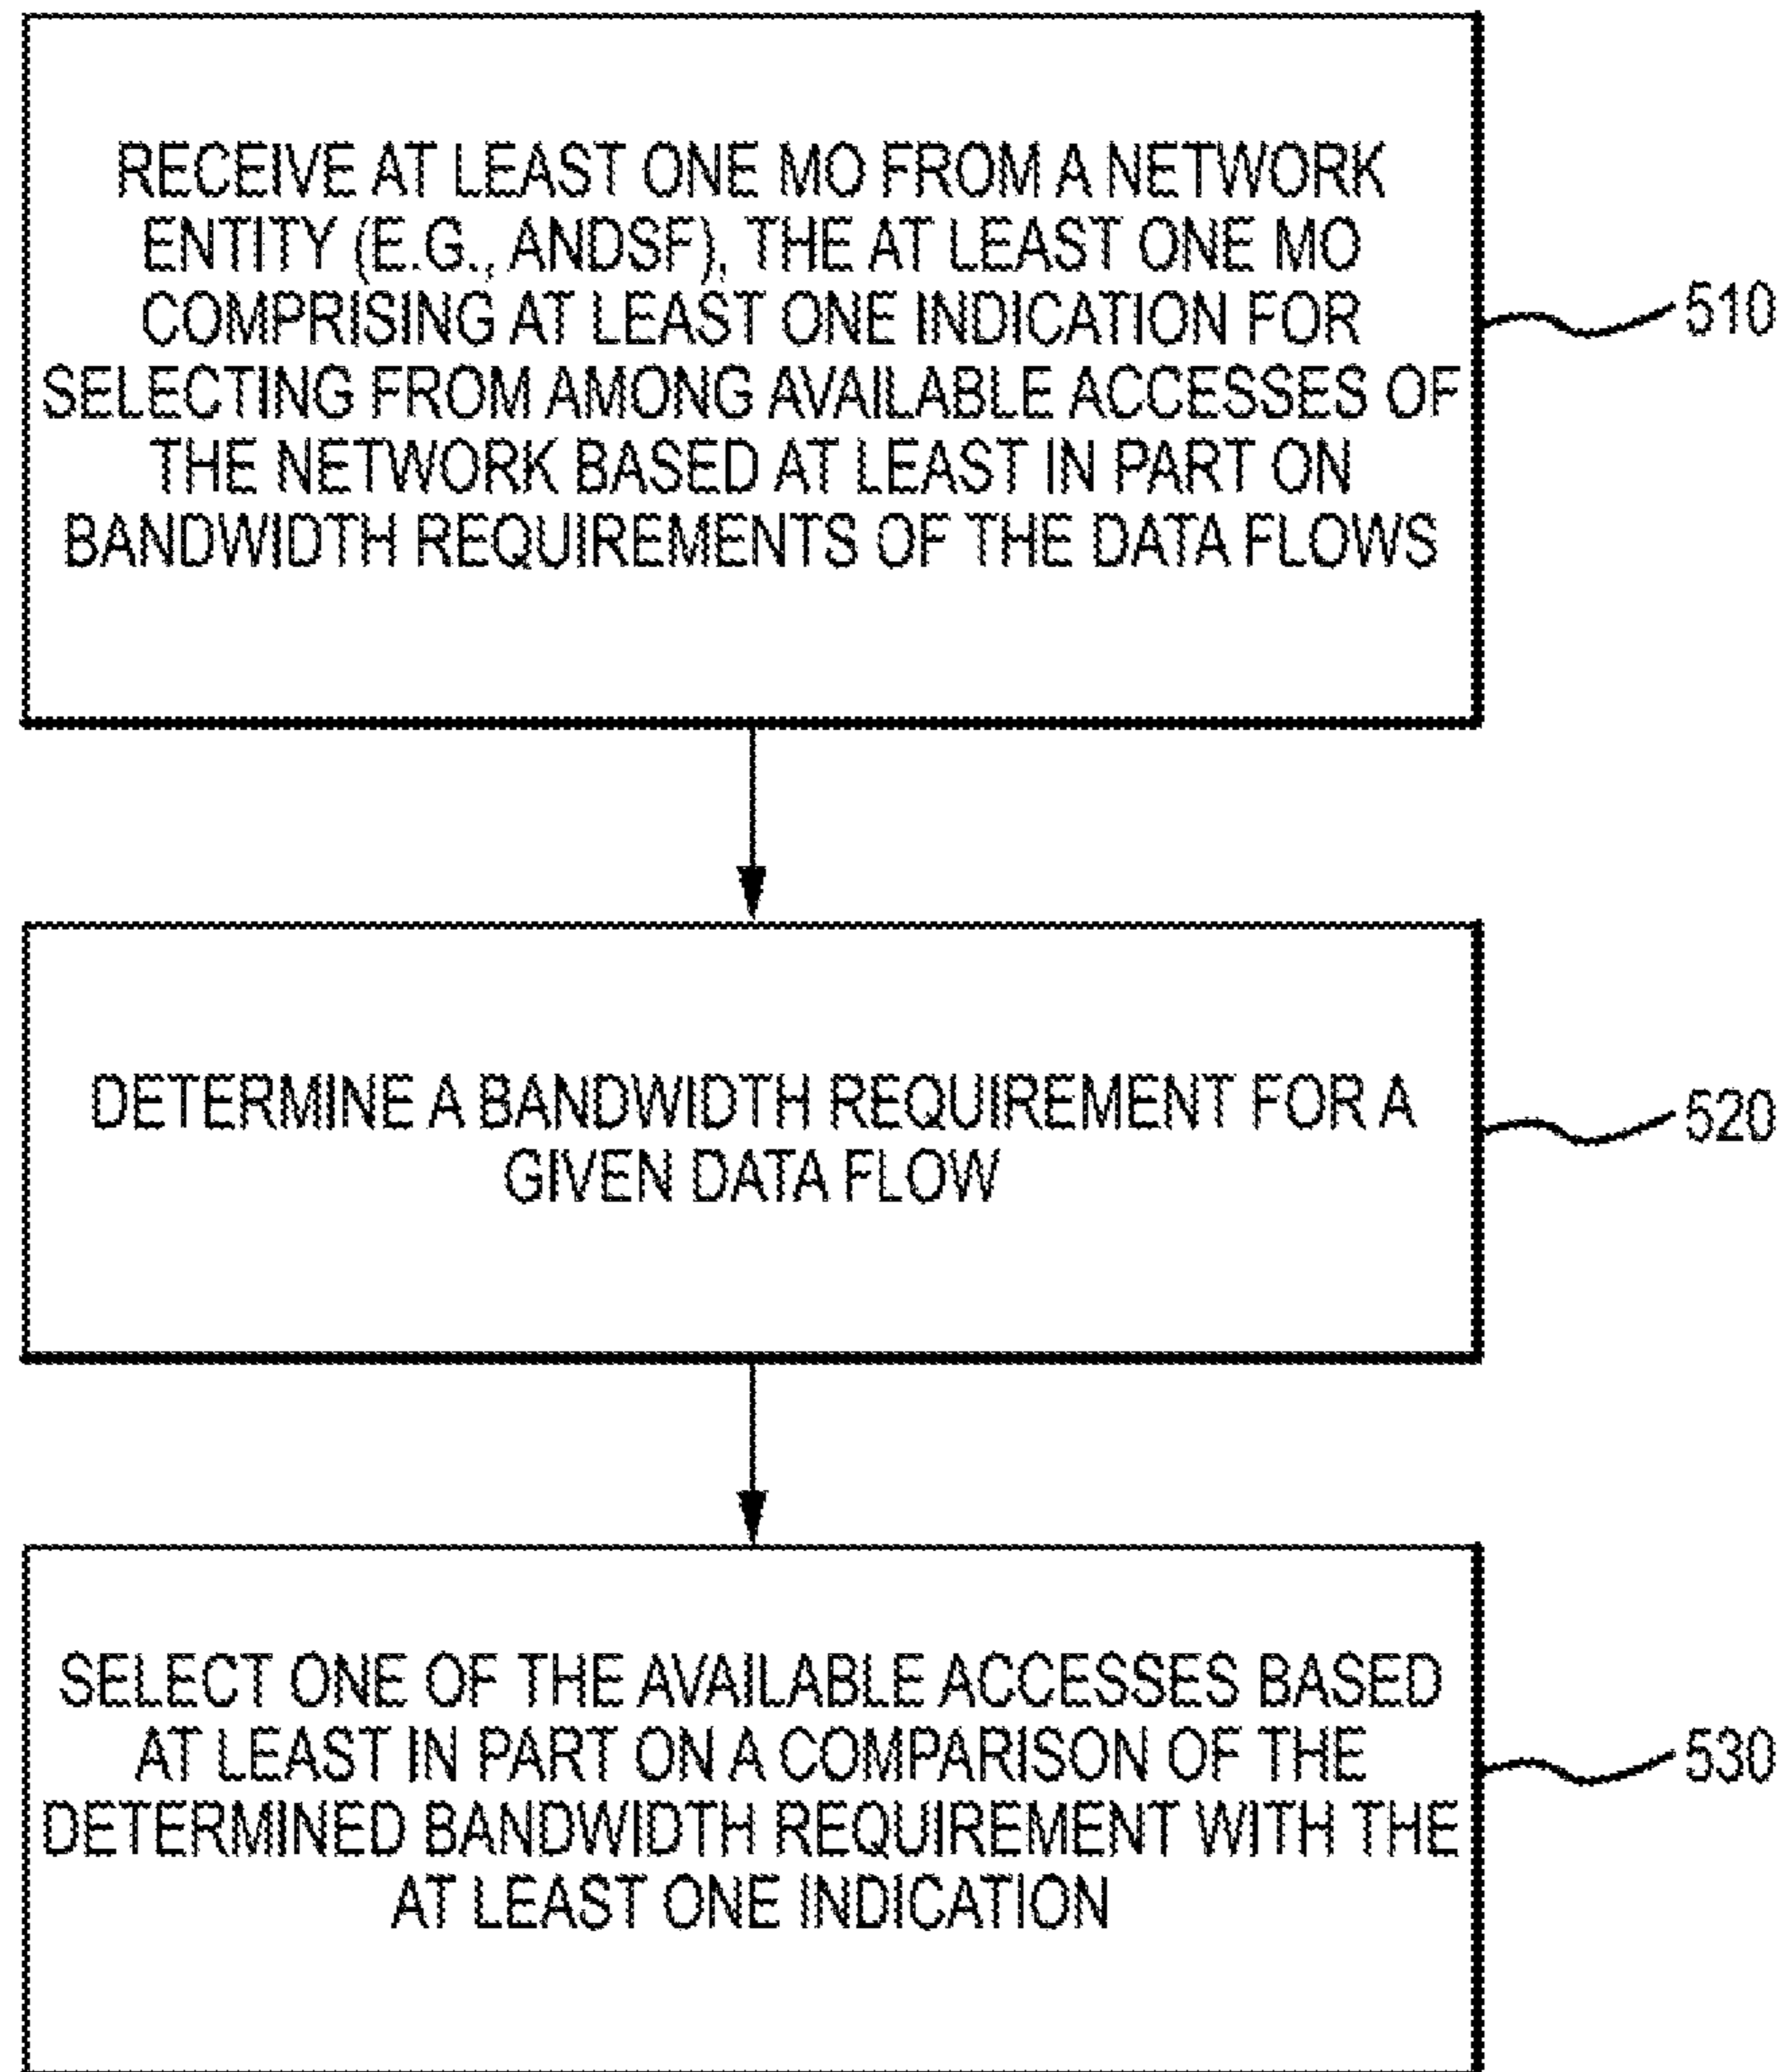 RECEIVE AT LEAST ONE MO FROM A NETWORK
ENTITY (E.G., ANDSF), THE AT LEAST ONE MO
COMPRISING AT LEAST ONE INDICATION FOR
SELECTING FROM AMONG AVAILABLE ACCESSES OF
THE NETWORK BASED AT LEAST IN PART ON
BANDWIDTH REQUIREMENTS OF THE DATA FLOWS
510
DETERMINE A BANDWIDTH REQUIREMENT FOR A
GIVEN DATA FLOW
520
SELECT ONE OF THE AVAILABLE ACCESSES BASED
AT LEAST IN PART ON A COMPARISON OF THE
DETERMINED BANDWIDTH REQUIREMENT WITH THE
AT LEAST ONE INDICATION
530